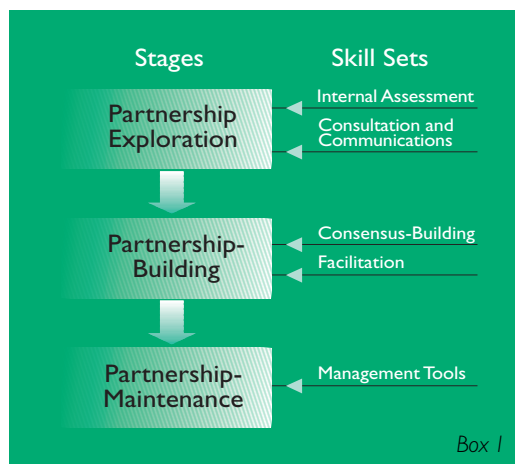 Stages
Skill Sets
Partnership
Exploration
Internal Assessment
Consultation and
Communications
Partnership-
Building
Consensus-Building
Facilitation
Partnership-
Maintenance
Management Tools
Box 1